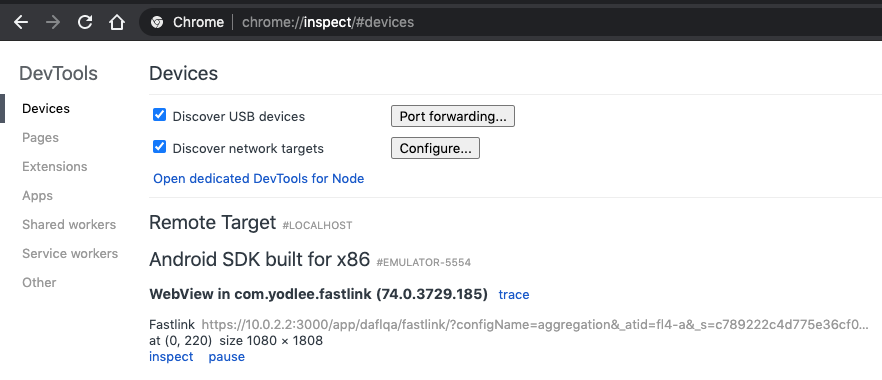 Chrome chrome://inspect/#devices
DevTools
Devices
Pages
Extensions
Apps
Shared workers
Service workers
Other
Devices
Discover USB devices Port forwarding...
Discover network targets Configure...
Open dedicated DevTools for Node
Remote Target #LOCALHOST
Android SDK built for x86 #EMULATOR-5554
WebView in com.yodlee.fastlink (74.0.3729.185) trace
Fastlink https://10.0.2.2:3000/app/daflqa/fastlink/?configName=aggregation&_atid=fl4-a&_s=c789222c4d775e36cf0...
at (0, 220) size 1080 × 1808
inspect pause